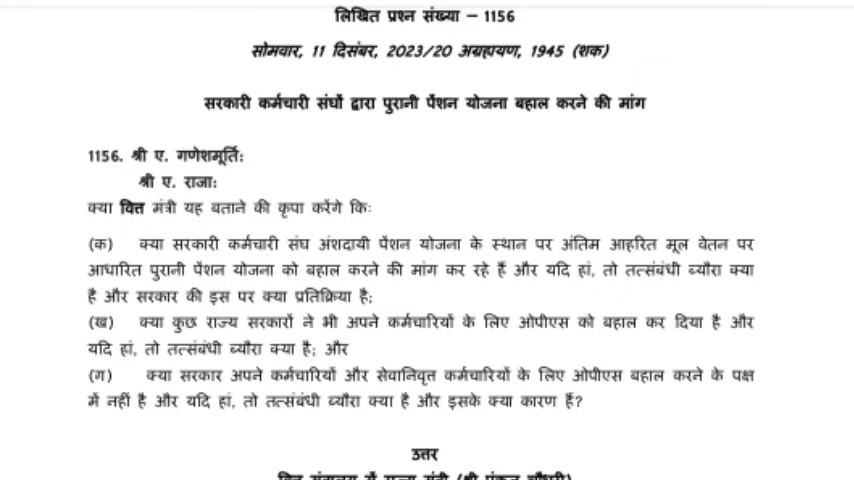 लिखित प्रश्न संख्या – 1156
सोमवार, 11 दिसंबर, 2023/20 अग्रहायण, 1945 (शक)
सरकारी कर्मचारी संघों द्वारा पुरानी पेंशन योजना बहाल करने की मांग
1156. श्री ए. गणेशमूर्ति:
श्री ए. राजा:
क्या वित्त मंत्री यह बताने की कृपा करेंगे कि:
(क) क्या सरकारी कर्मचारी संघ अंशदायी पेंशन योजना के स्थान पर अंतिम आहरित मूल वेतन पर
आधारित पुरानी पेंशन योजना को बहाल करने की मांग कर रहे हैं और यदि हां, तो तत्संबंधी ब्यौरा क्या
है और सरकार की इस पर क्या प्रतिक्रिया है;
(ख) क्या कुछ राज्य सरकारों ने भी अपने कर्मचारियों के लिए ओपीएस को बहाल कर दिया है और
यदि हां, तो तत्संबंधी ब्यौरा क्या है; और
(ग) क्या सरकार अपने कर्मचारियों और सेवानिवृत्त कर्मचारियों के लिए ओपीएस बहाल करने के पक्ष
में नहीं है और यदि हां, तो तत्संबंधी ब्यौरा क्या है और इसके क्या कारण हैं?
उत्तर
वित्त मंत्रालय में राज्य मंत्री (श्री पंकज चौधरी)